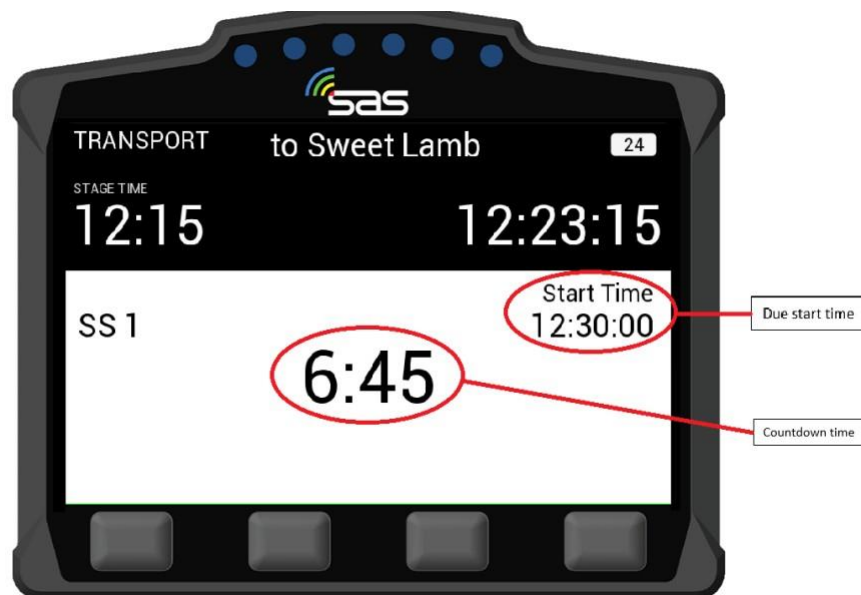 sas
TRANSPORT to Sweet Lamb 24
STAGE TIME
12:15 12:23:15
Start Time
SS 1 12:30:00
6:45
Due start time
Countdown time